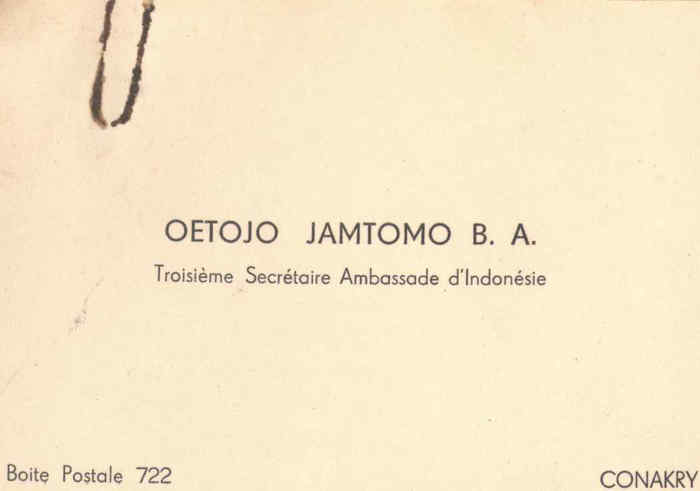 OETOJO JAMTOMO B. A.
Troisième Secrétaire Ambassade d'Indonésie
Boite Postale 722
CONAKRY